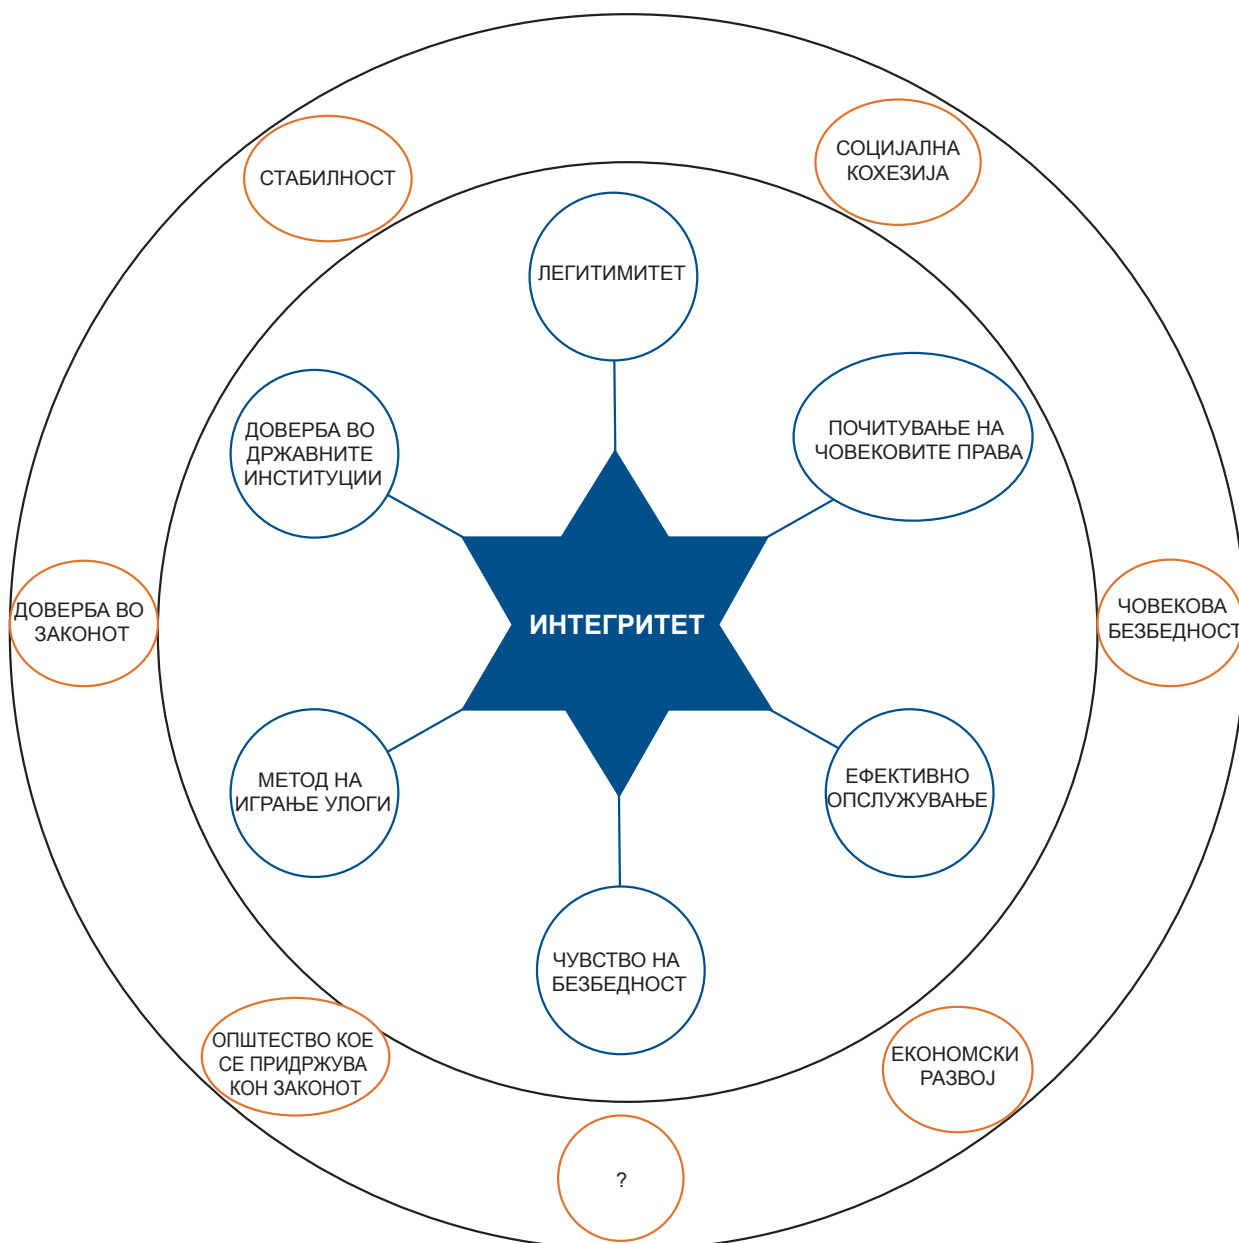 СТАБИЛНОСТ
СОЦИЈАЛНА
КОХЕЗИЈА
ЛЕГИТИМИТЕТ
ДОВЕРБА ВО
ДРЖАВНИТЕ
ИНСТИТУЦИИ
ПОЧИТУВАЊЕ НА
ЧОВЕКОВИТЕ ПРАВА
ДОВЕРБА ВО
ЗАКОНОТ
ИНТЕГРИТЕТ
ЧОВЕКОВА
БЕЗБЕДНОСТ
МЕТОД НА
ИГРАЊЕ УЛОГИ
ЕФЕКТИВНО
ОПСЛУЖУВАЊЕ
ЧУВСТВО НА
БЕЗБЕДНОСТ
ОПШТЕСТВО КОЕ
СЕ ПРИДРЖУВА
КОН ЗАКОНОТ
ЕКОНОМСКИ
РАЗВОЈ
?